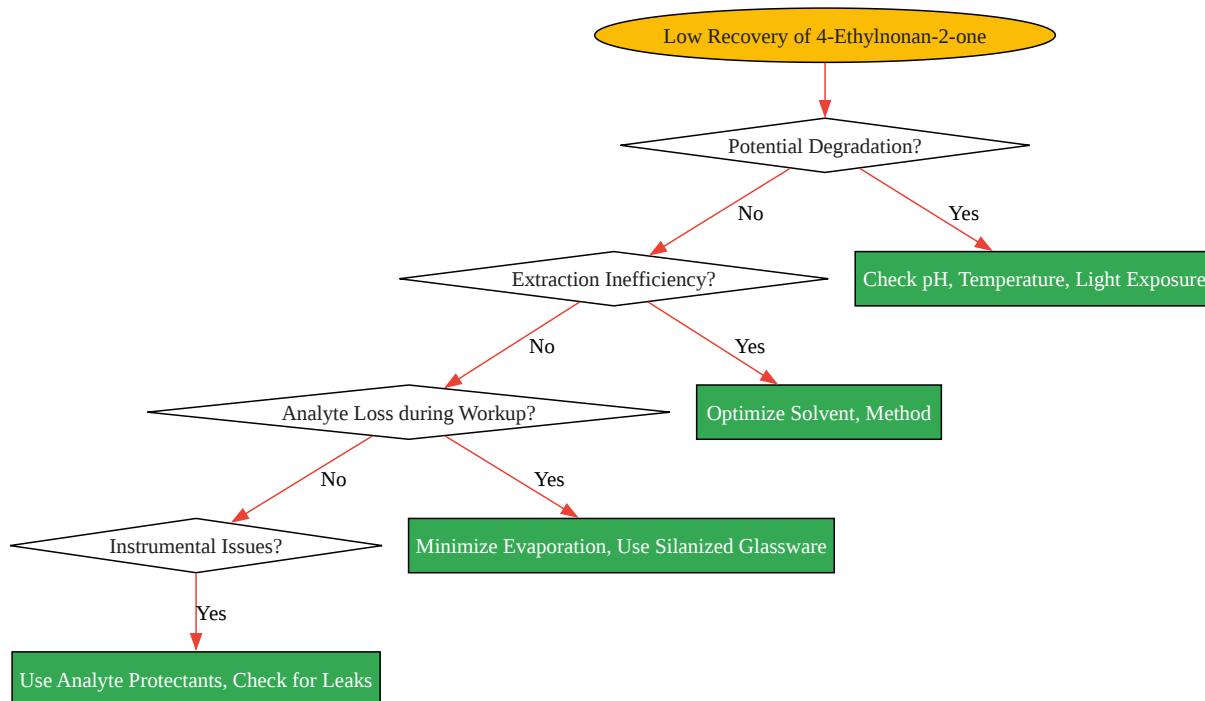 Low Recovery of 4-Ethylnonan-2-one
Potential Degradation?
No
Yes
Extraction Inefficiency?
Check pH, Temperature, Light Exposure
No
Yes
Analyte Loss during Workup?
Optimize Solvent, Method
No
Yes
Instrumental Issues?
Minimize Evaporation, Use Silanized Glassware
Yes
Use Analyte Protectants, Check for Leaks